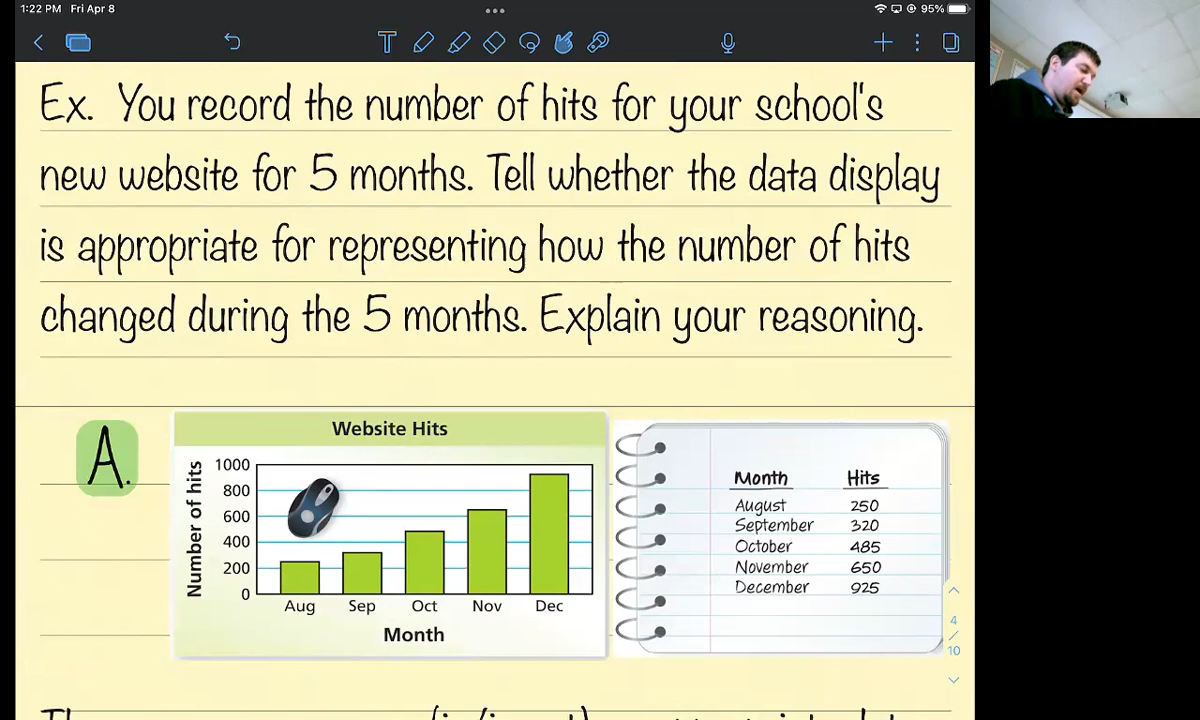 1:22 PM Fri Apr 8
95%
Ex. You record the number of hits for your school's
new website for 5 months. Tell whether the data display
is appropriate for representing how the number of hits
changed during the 5 months. Explain your reasoning.
A.
Website Hits
Number of hits
1000
800
600
400
200
0
Aug Sep Oct Nov Dec
Month
Month Hits
August 250
September 320
October 485
November 650
December 925
4
/
10